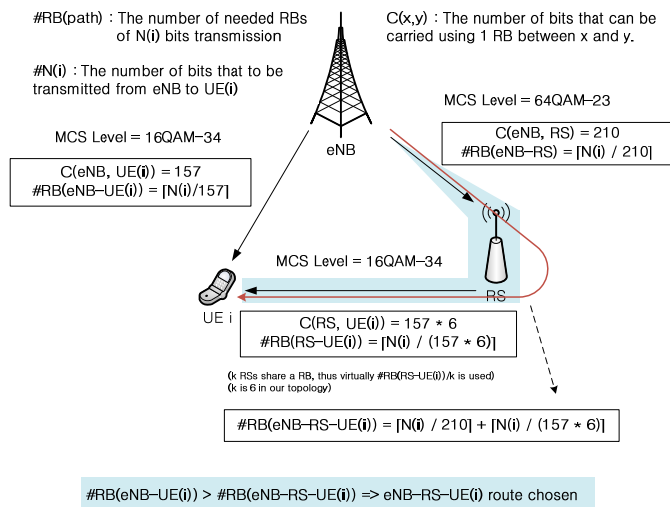 #RB(path) : The number of needed RBs
of N(i) bits transmission
#N(i) : The number of bits that to be
transmitted from eNB to UE(i)
C(x,y) : The number of bits that can be
carried using 1 RB between x and y.
MCS Level = 64QAM-23
C(eNB, RS) = 210
#RB(eNB-RS) = ⌈N(i) / 210⌉
MCS Level = 16QAM-34
C(eNB, UE(i)) = 157
#RB(eNB-UE(i)) = ⌈N(i)/157⌉
eNB
MCS Level = 16QAM-34
RS
UE i
C(RS, UE(i)) = 157 * 6
#RB(RS-UE(i)) = ⌈N(i) / (157 * 6)⌉
(k RSs share a RB, thus virtually #RB(RS-UE(i))/k is used)
(k is 6 in our topology)
#RB(eNB-RS-UE(i)) = ⌈N(i) / 210⌉ + ⌈N(i) / (157 * 6)⌉
#RB(eNB-UE(i)) > #RB(eNB-RS-UE(i)) => eNB-RS-UE(i) route chosen